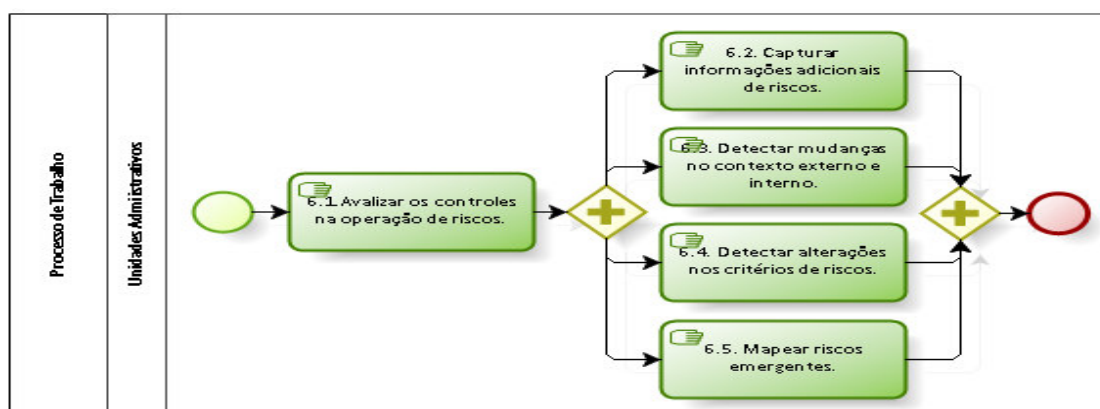 Processo de Trabalho
Unidades Admiistrativos
6.1 Avalizar os controles
na operação de riscos.
6.2. Capturar
informações adicionais
de riscos.
6.3. Detectar mudanças
no contexto externo e
interno.
6.4. Detectar alterações
nos critérios de riscos.
6.5. Mapear riscos
emergentes.